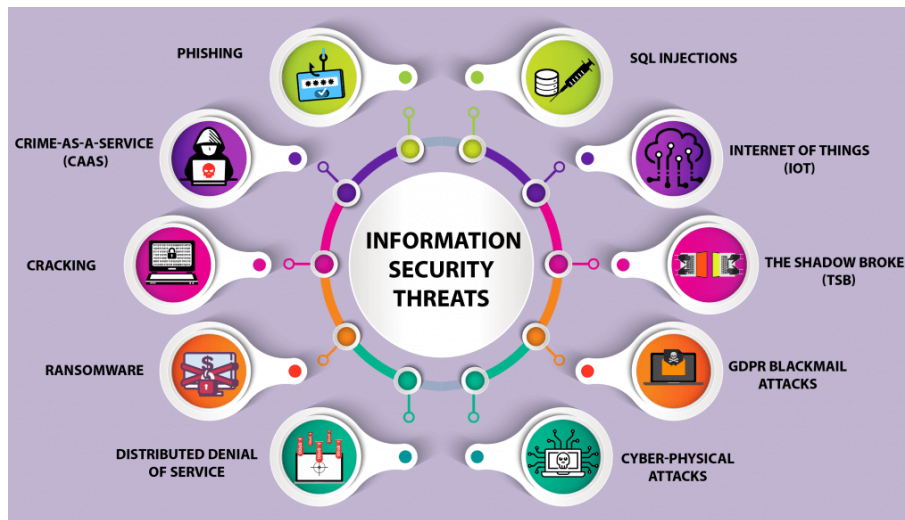 PHISHING
SQL INJECTIONS
CRIME-AS-A-SERVICE
(CAAS)
INTERNET OF THINGS
(IOT)
INFORMATION
SECURITY
THREATS
CRACKING
THE SHADOW BROKE
(TSB)
RANSOMWARE
GDPR BLACKMAIL
ATTACKS
DISTRIBUTED DENIAL
OF SERVICE
CYBER-PHYSICAL
ATTACKS